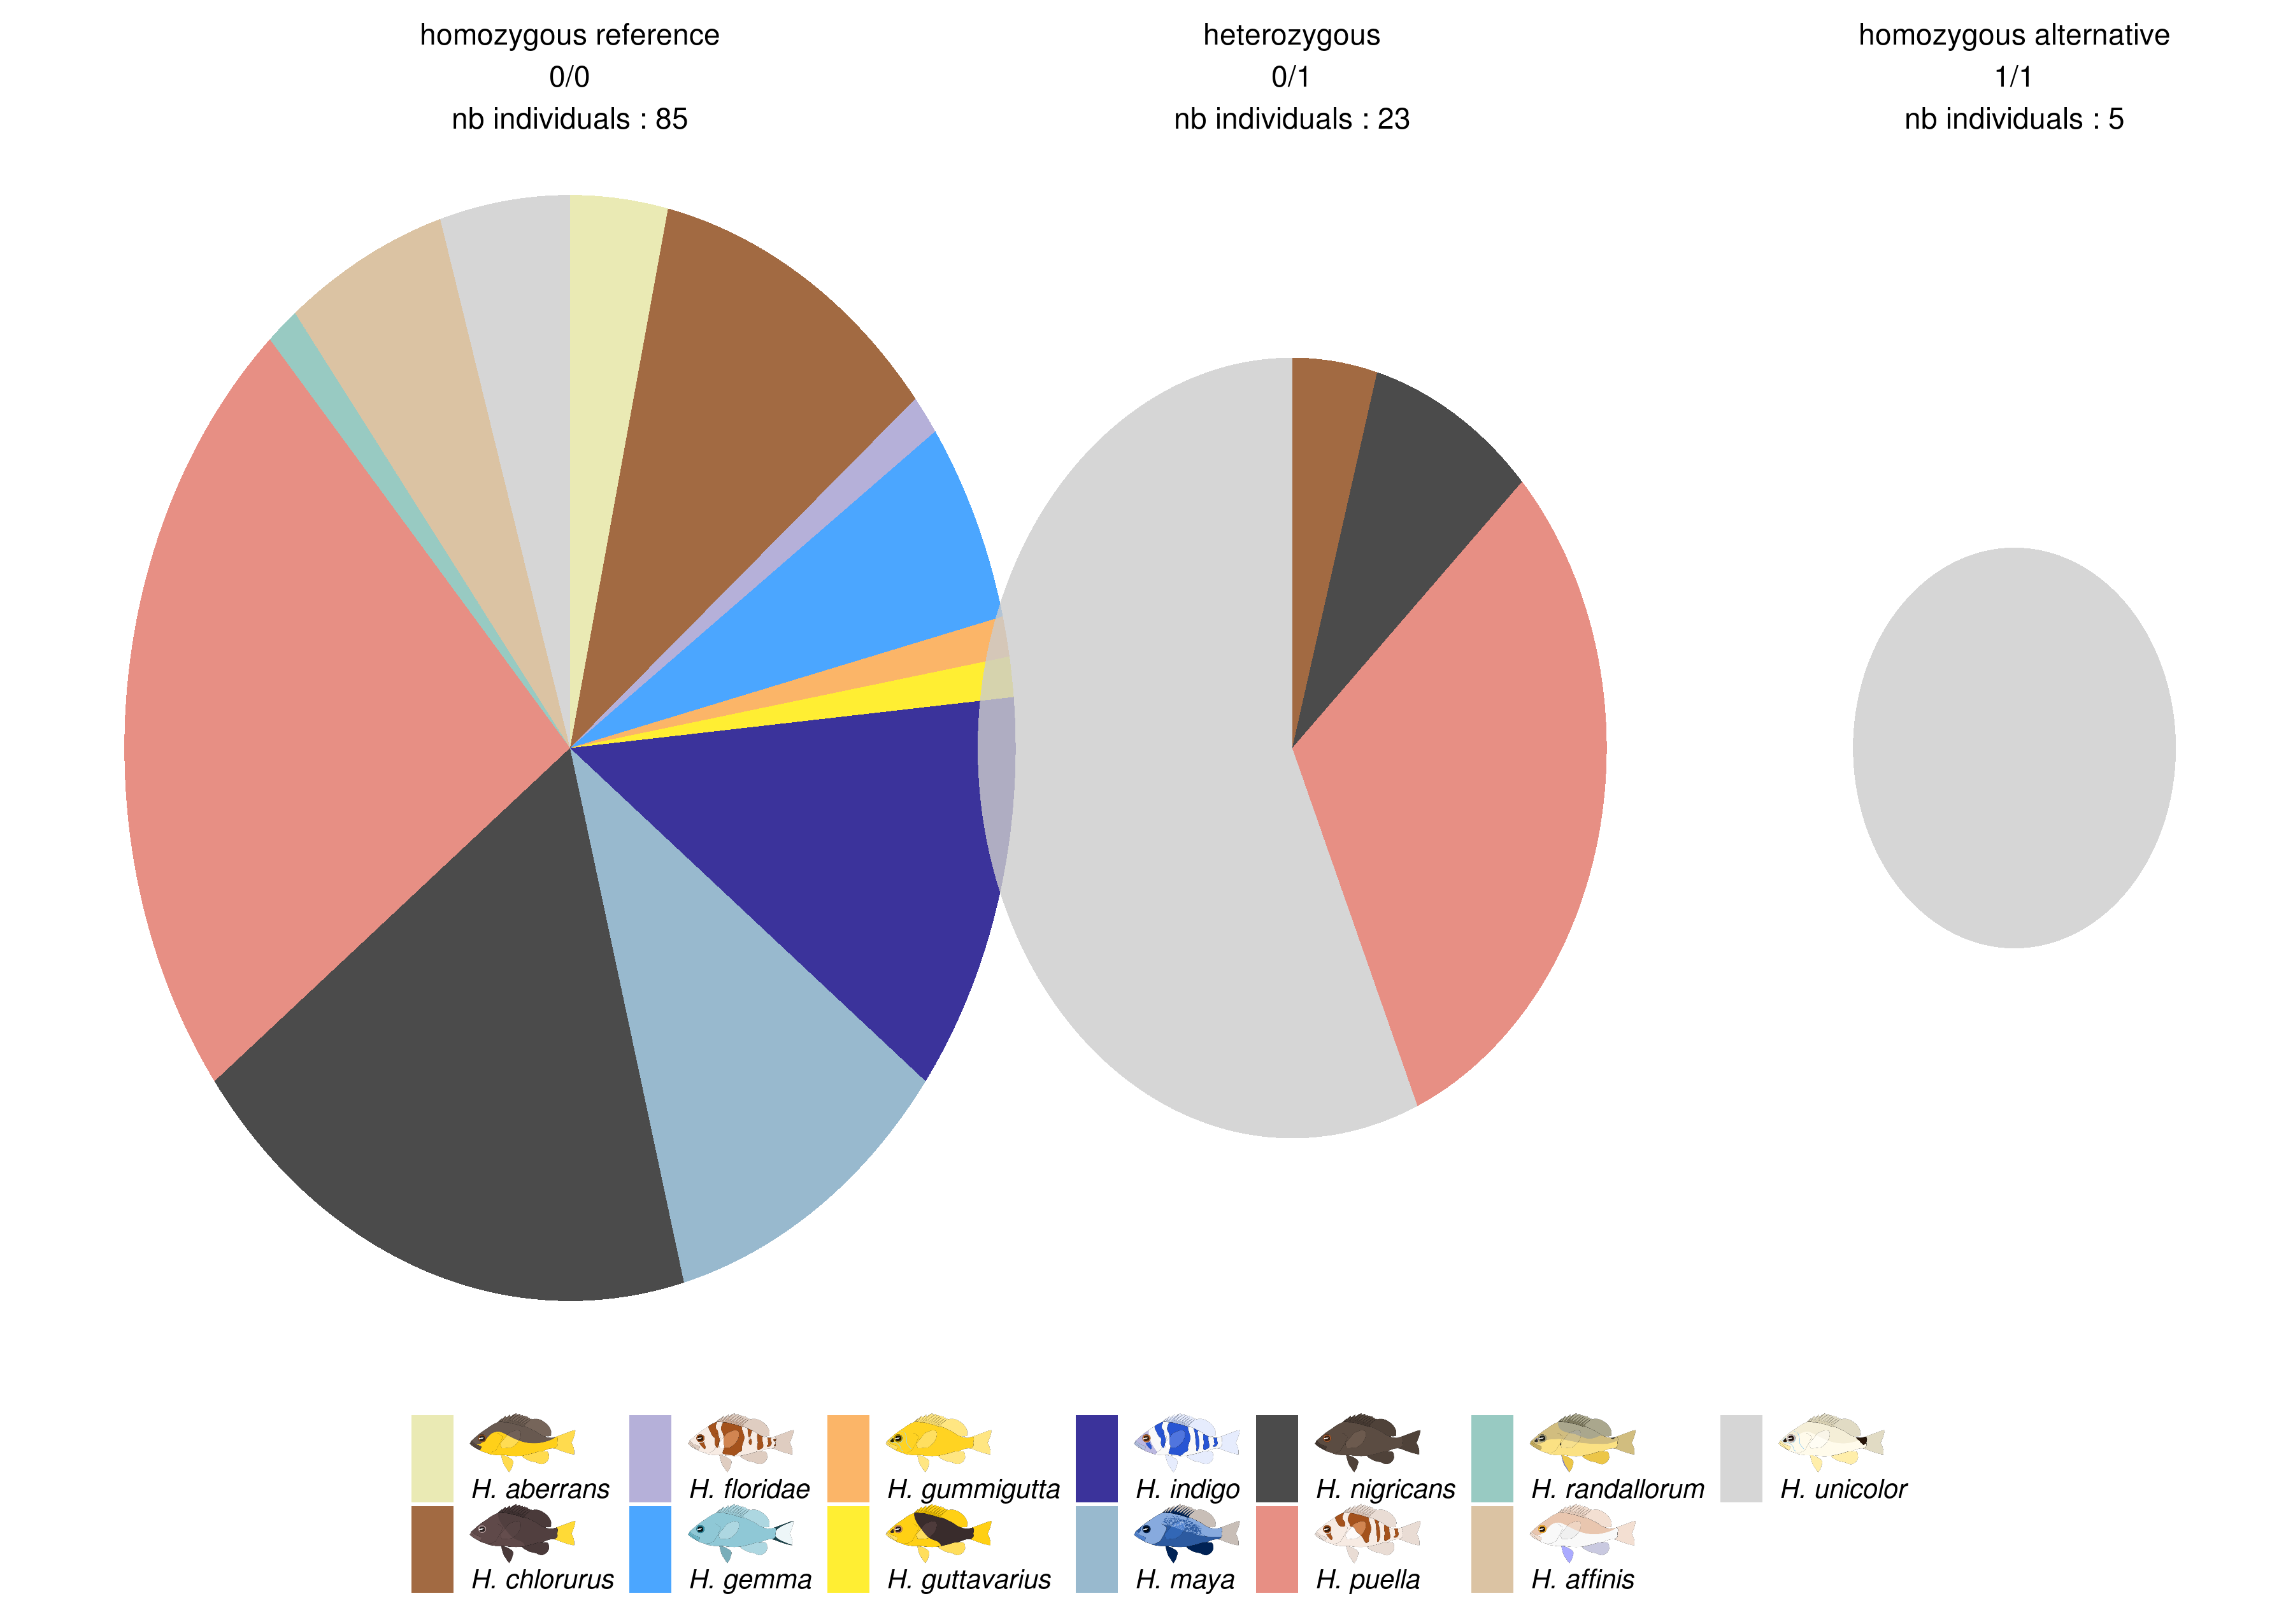 homozygous reference
0/0
nb individuals : 85
heterozygous
0/1
nb individuals : 23
homozygous alternative
1/1
nb individuals : 5
H. aberrans
H. floridae
H. gummigutta
H. indigo
H. nigricans
H. randallorum
H. unicolor
H. chlorurus
H. gemma
H. guttavarius
H. maya
H. puella
H. affinis